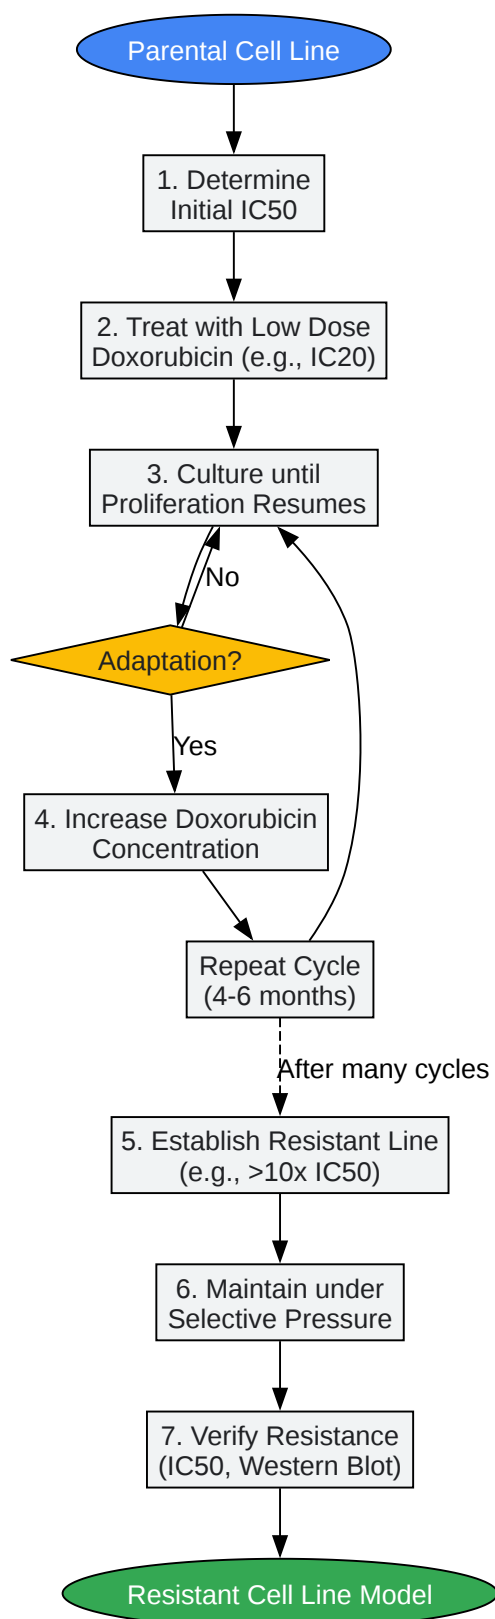 Parental Cell Line
1. Determine
Initial IC50
2. Treat with Low Dose
Doxorubicin (e.g., IC20)
3. Culture until
Proliferation Resumes
No
Adaptation?
Yes
4. Increase Doxorubicin
Concentration
Repeat Cycle
(4-6 months)
After many cycles
5. Establish Resistant Line
(e.g., >10x IC50)
6. Maintain under
Selective Pressure
7. Verify Resistance
(IC50, Western Blot)
Resistant Cell Line Model